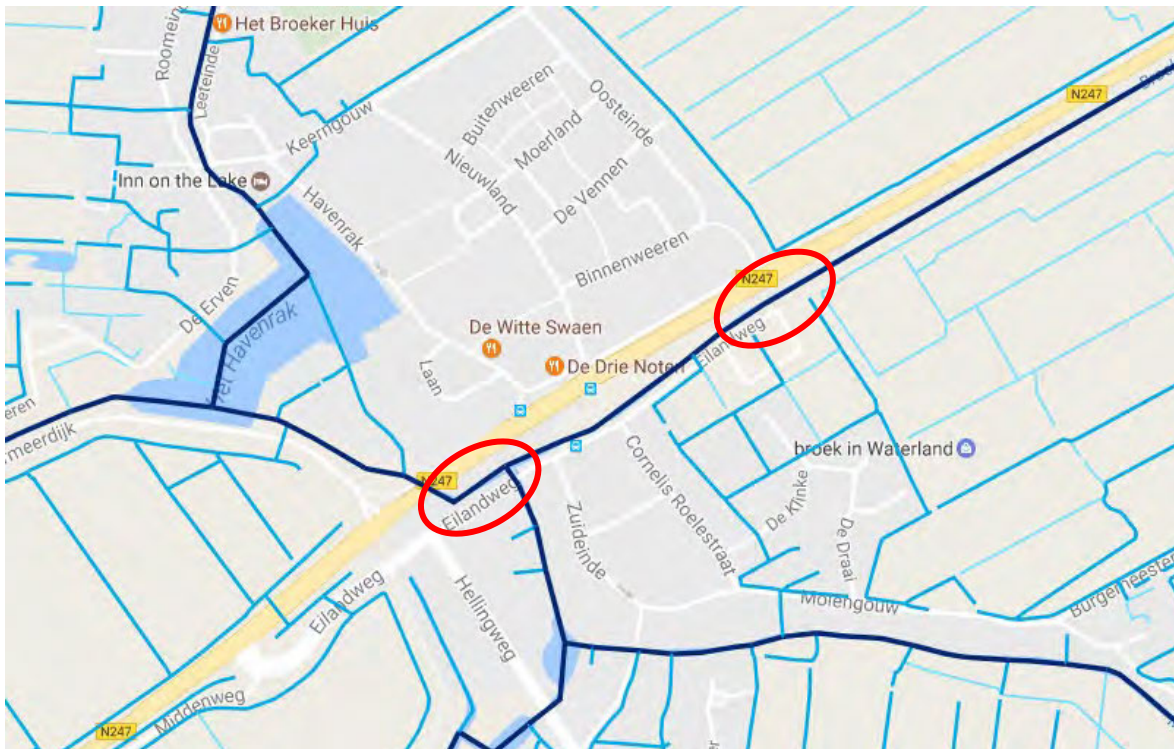 Het Broeker Huis
Roomeind
Leeteinde
Keerngouw
Buitenweeren
Moerland
Oosteinde
N247
Inn on the Lake
Nieuwland
De Vennen
Havenrak
Binnenweeren
N247
De Erven
Het Havenrak
De Witte Swaen
Laan
De Drie Noten
Eilandweg
eren
meerdijk
N247
Eilandweg
Cornelis Roelestraat
broek in Waterland
De Klinke
De Draai
Zuideinde
Eilandweg
Hellingweg
Molengouw
Burgemeester
Middenweg
N247